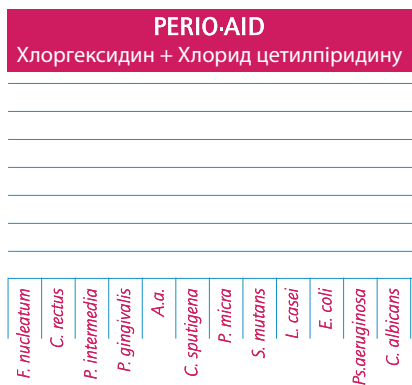 PERIO·AID
Хлоргексидин + Хлорид цетилпіридину
F. nucleatum
C. rectus
P. intermedia
P. gingivalis
A.a.
C. sputigena
P. micra
S. mutans
L. casei
E. coli
Ps.aeruginosa
C. albicans